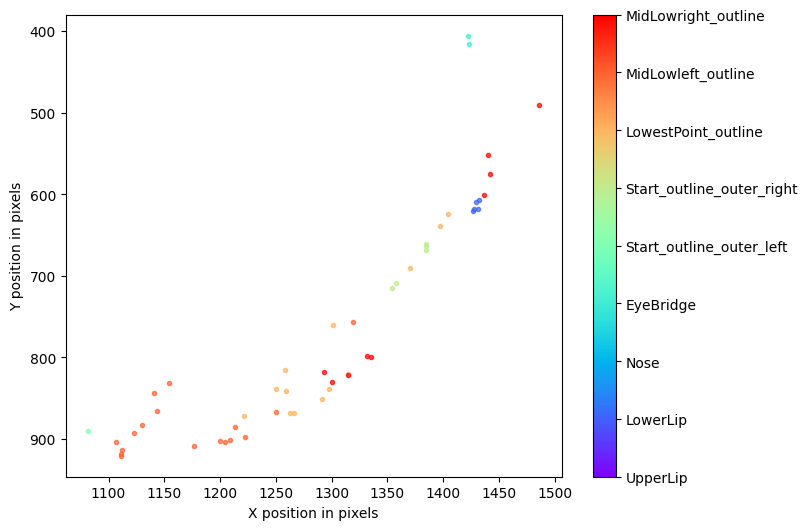 400
500
600
700
800
900
Y position in pixels
1100
1150
1200
1250
1300
1350
1400
1450
1500
X position in pixels
MidLowright_outline
MidLowleft_outline
LowestPoint_outline
Start_outline_outer_right
Start_outline_outer_left
EyeBridge
Nose
LowerLip
UpperLip